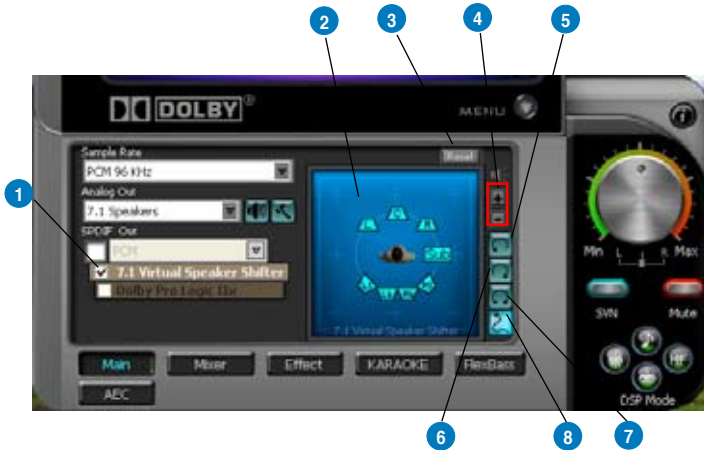 2
3
4
5
DOLBY®
MENU
Sample Rate
Reset
PCM 96 KHz
Analog Out
7.1 Speakers
1
SPDIF Out
PCM
7.1 Virtual Speaker Shifter
Dolby Pro Logic IIx
L
C
R
Sub
7.1 Virtual Speaker Shifter
Min
L
R
Max
SVN
Mute
Main
Mixer
Effect
KARAOKE
FlexBass
AEC
DSP Mode
6
8
7